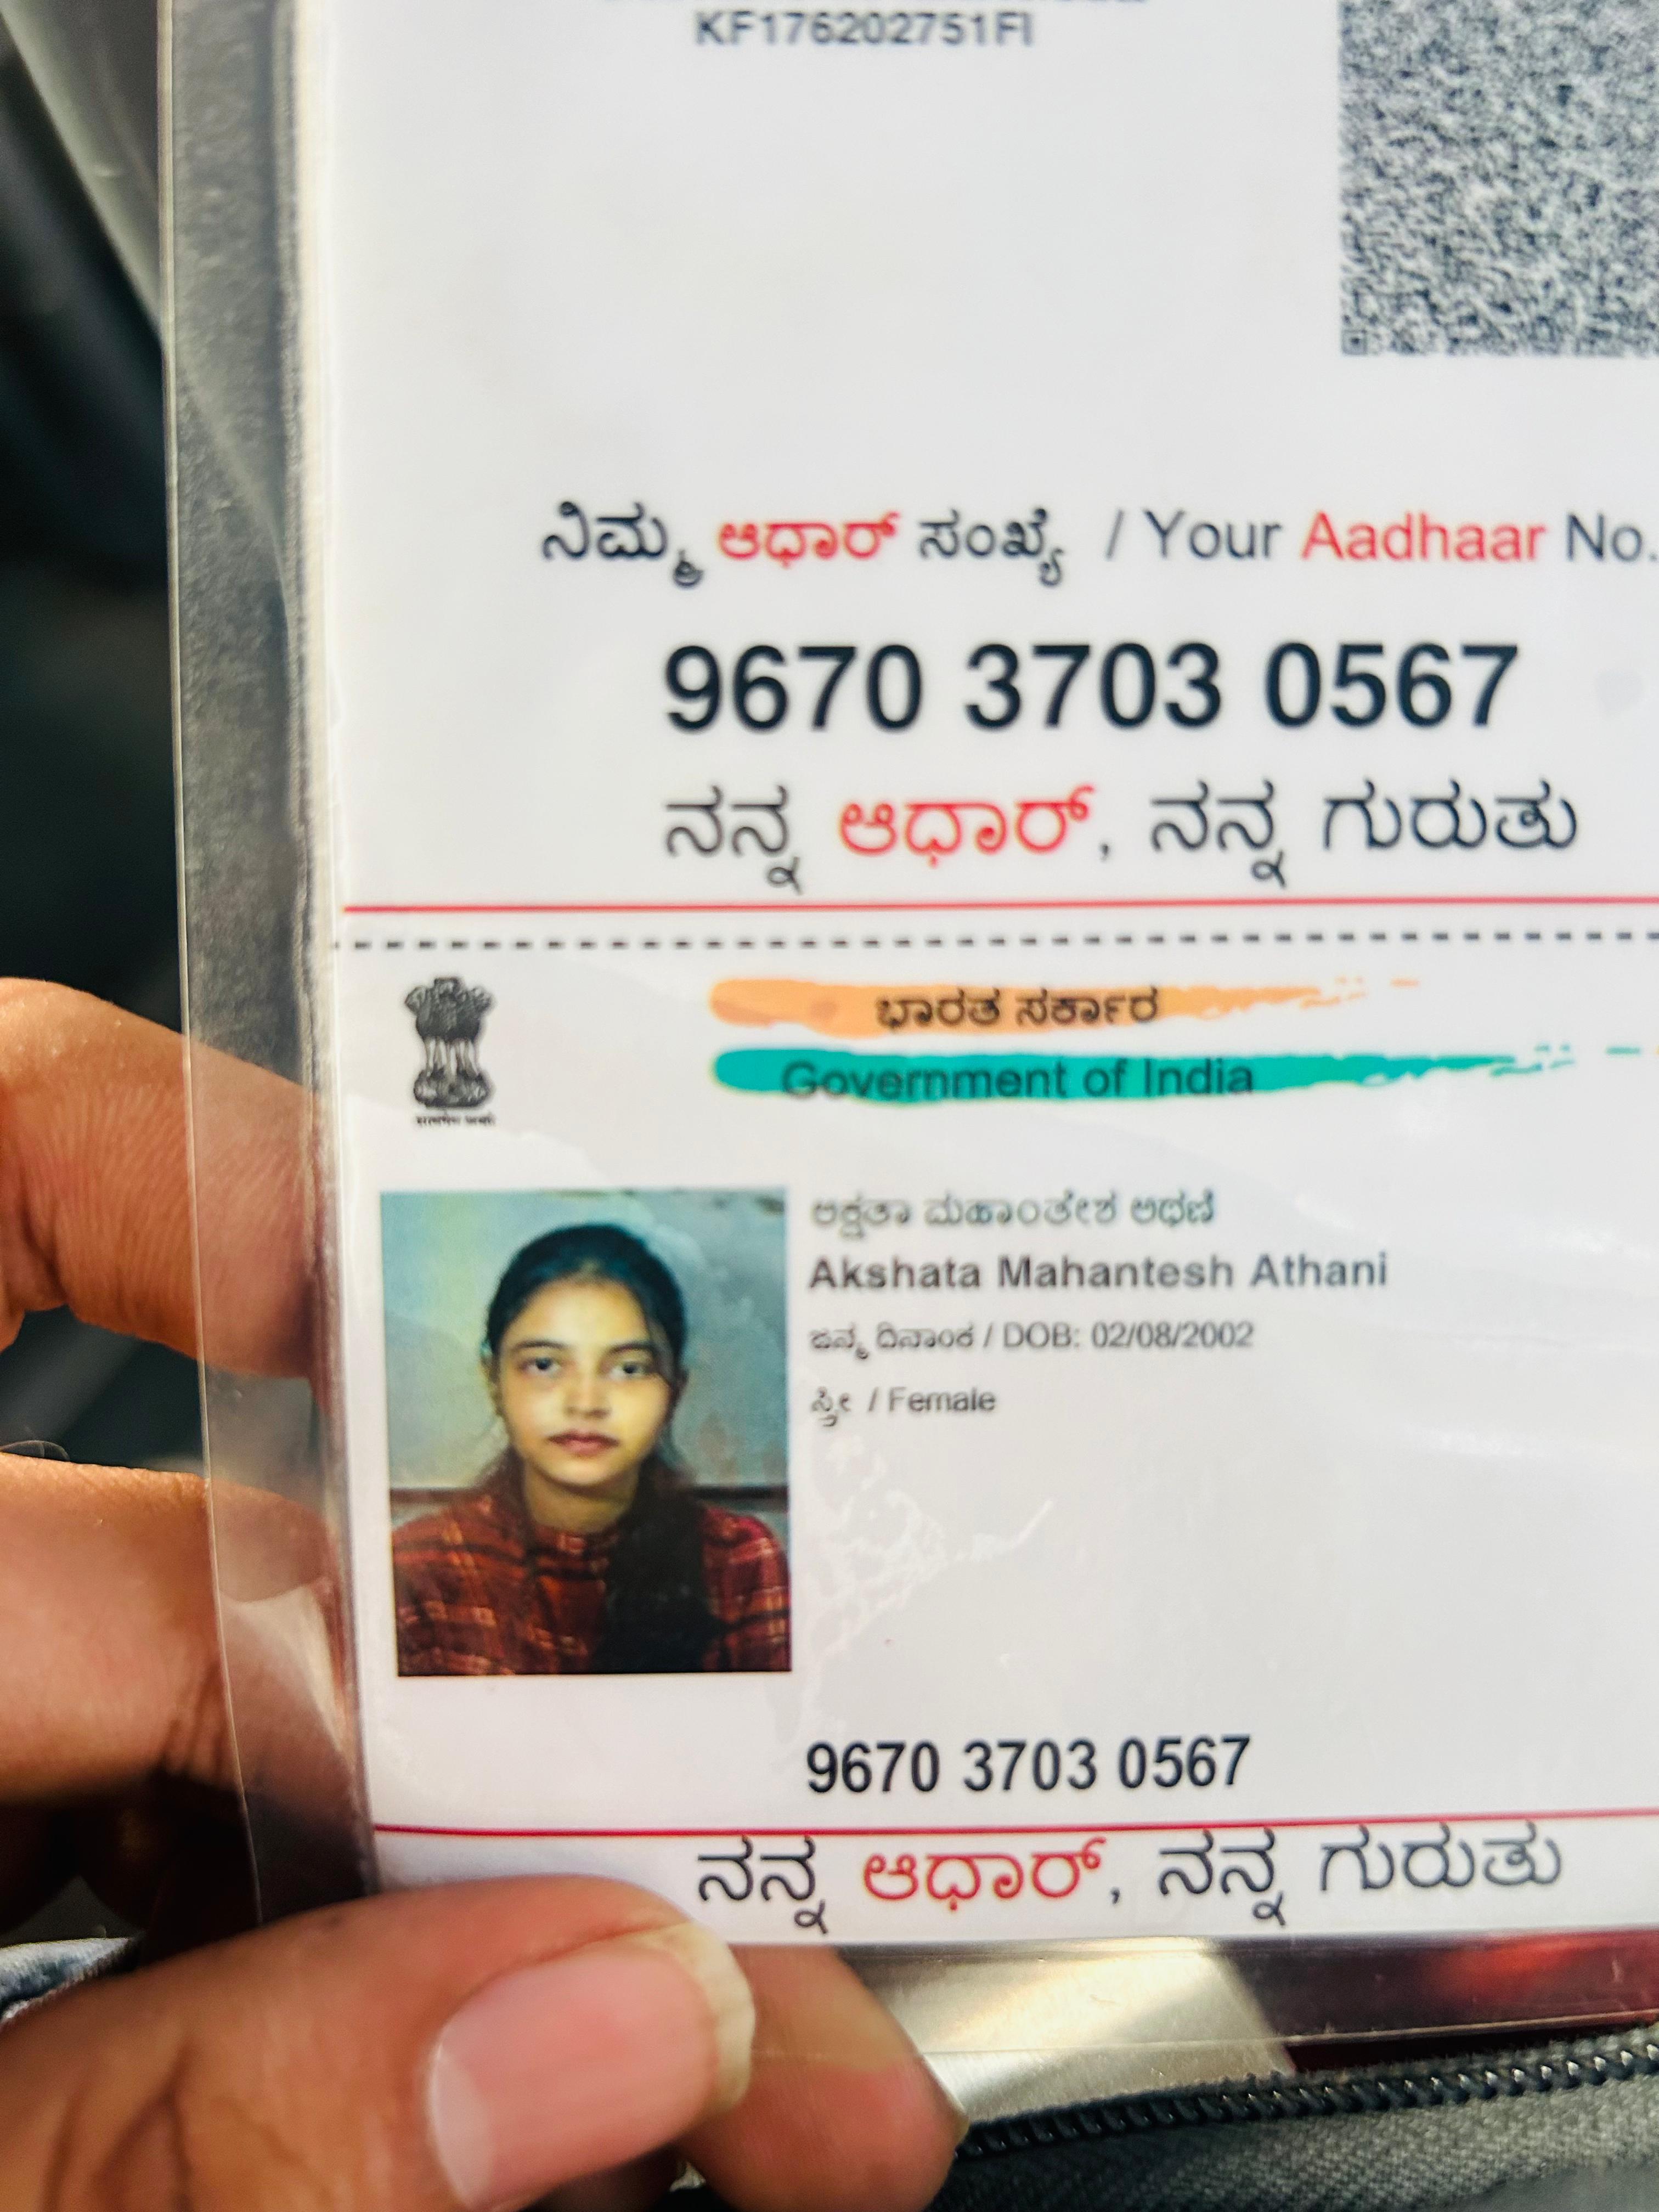 KF176202751FI
ನಿಮ್ಮ ಆಧಾರ್ ಸಂಖ್ಯೆ / Your Aadhaar No.
9670 3703 0567
ನನ್ನ ಆಧಾರ್, ನನ್ನ ಗುರುತು
ಭಾರತ ಸರ್ಕಾರ
Government of India
ಅಕ್ಷತಾ ಮಹಾಂತೇಶ ಅಥಣಿ
Akshata Mahantesh Athani
ಜನ್ಮ ದಿನಾಂಕ / DOB: 02/08/2002
ಸ್ತ್ರೀ / Female
9670 3703 0567
ನನ್ನ ಆಧಾರ್, ನನ್ನ ಗುರುತು